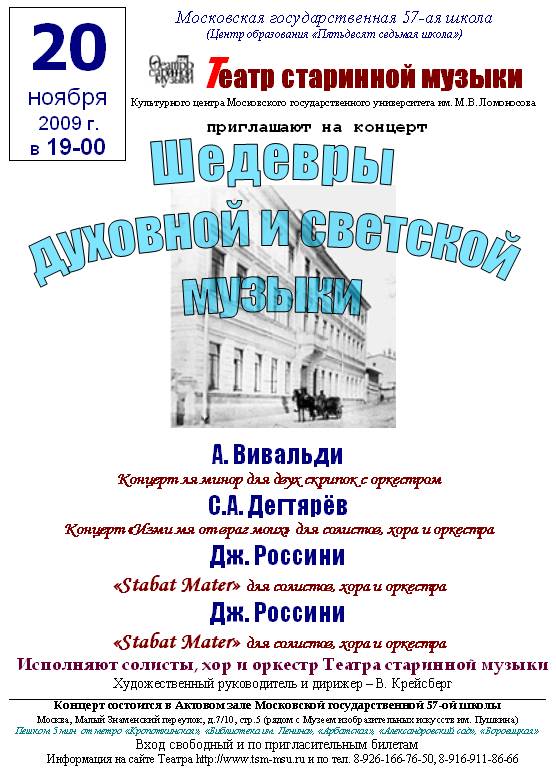 20
ноября
2009 г.
в 19-00
Московская государственная 57-ая школа
(Центр образования «Пятьдесят седьмая школа»)
Театр старинной музыки
Театр старинной музыки
Культурного центра Московского государственного университета им. М.В. Ломоносова
приглашают на концерт
Шедевры
духовной и светской
музыки
А. Вивальди
Концерт ля минор для двух скрипок с оркестром
С.А. Дегтярёв
Концерт «Изми мя от враг моих» для солистов, хора и оркестра
Дж. Россини
«Stabat Mater» для солистов, хора и оркестра
Дж. Россини
«Stabat Mater» для солистов, хора и оркестра
Исполняют солисты, хор и оркестр Театра старинной музыки
Художественный руководитель и дирижер – В. Крейсберг
Концерт состоится в Актовом зале Московской государственной 57-ой школы
Москва, Малый Знаменский переулок, д.7/10, стр.5 (рядом с Музеем изобразительных искусств им. Пушкина)
Пешком 5 мин. от метро «Кропоткинская», «Библиотека им. Ленина», «Арбатская», «Александровский сад», «Боровицкая»
Вход свободный и по пригласительным билетам
Информация на сайте Театра http://www.tsm-msu.ru и по тел. 8-926-166-76-50, 8-916-911-86-66